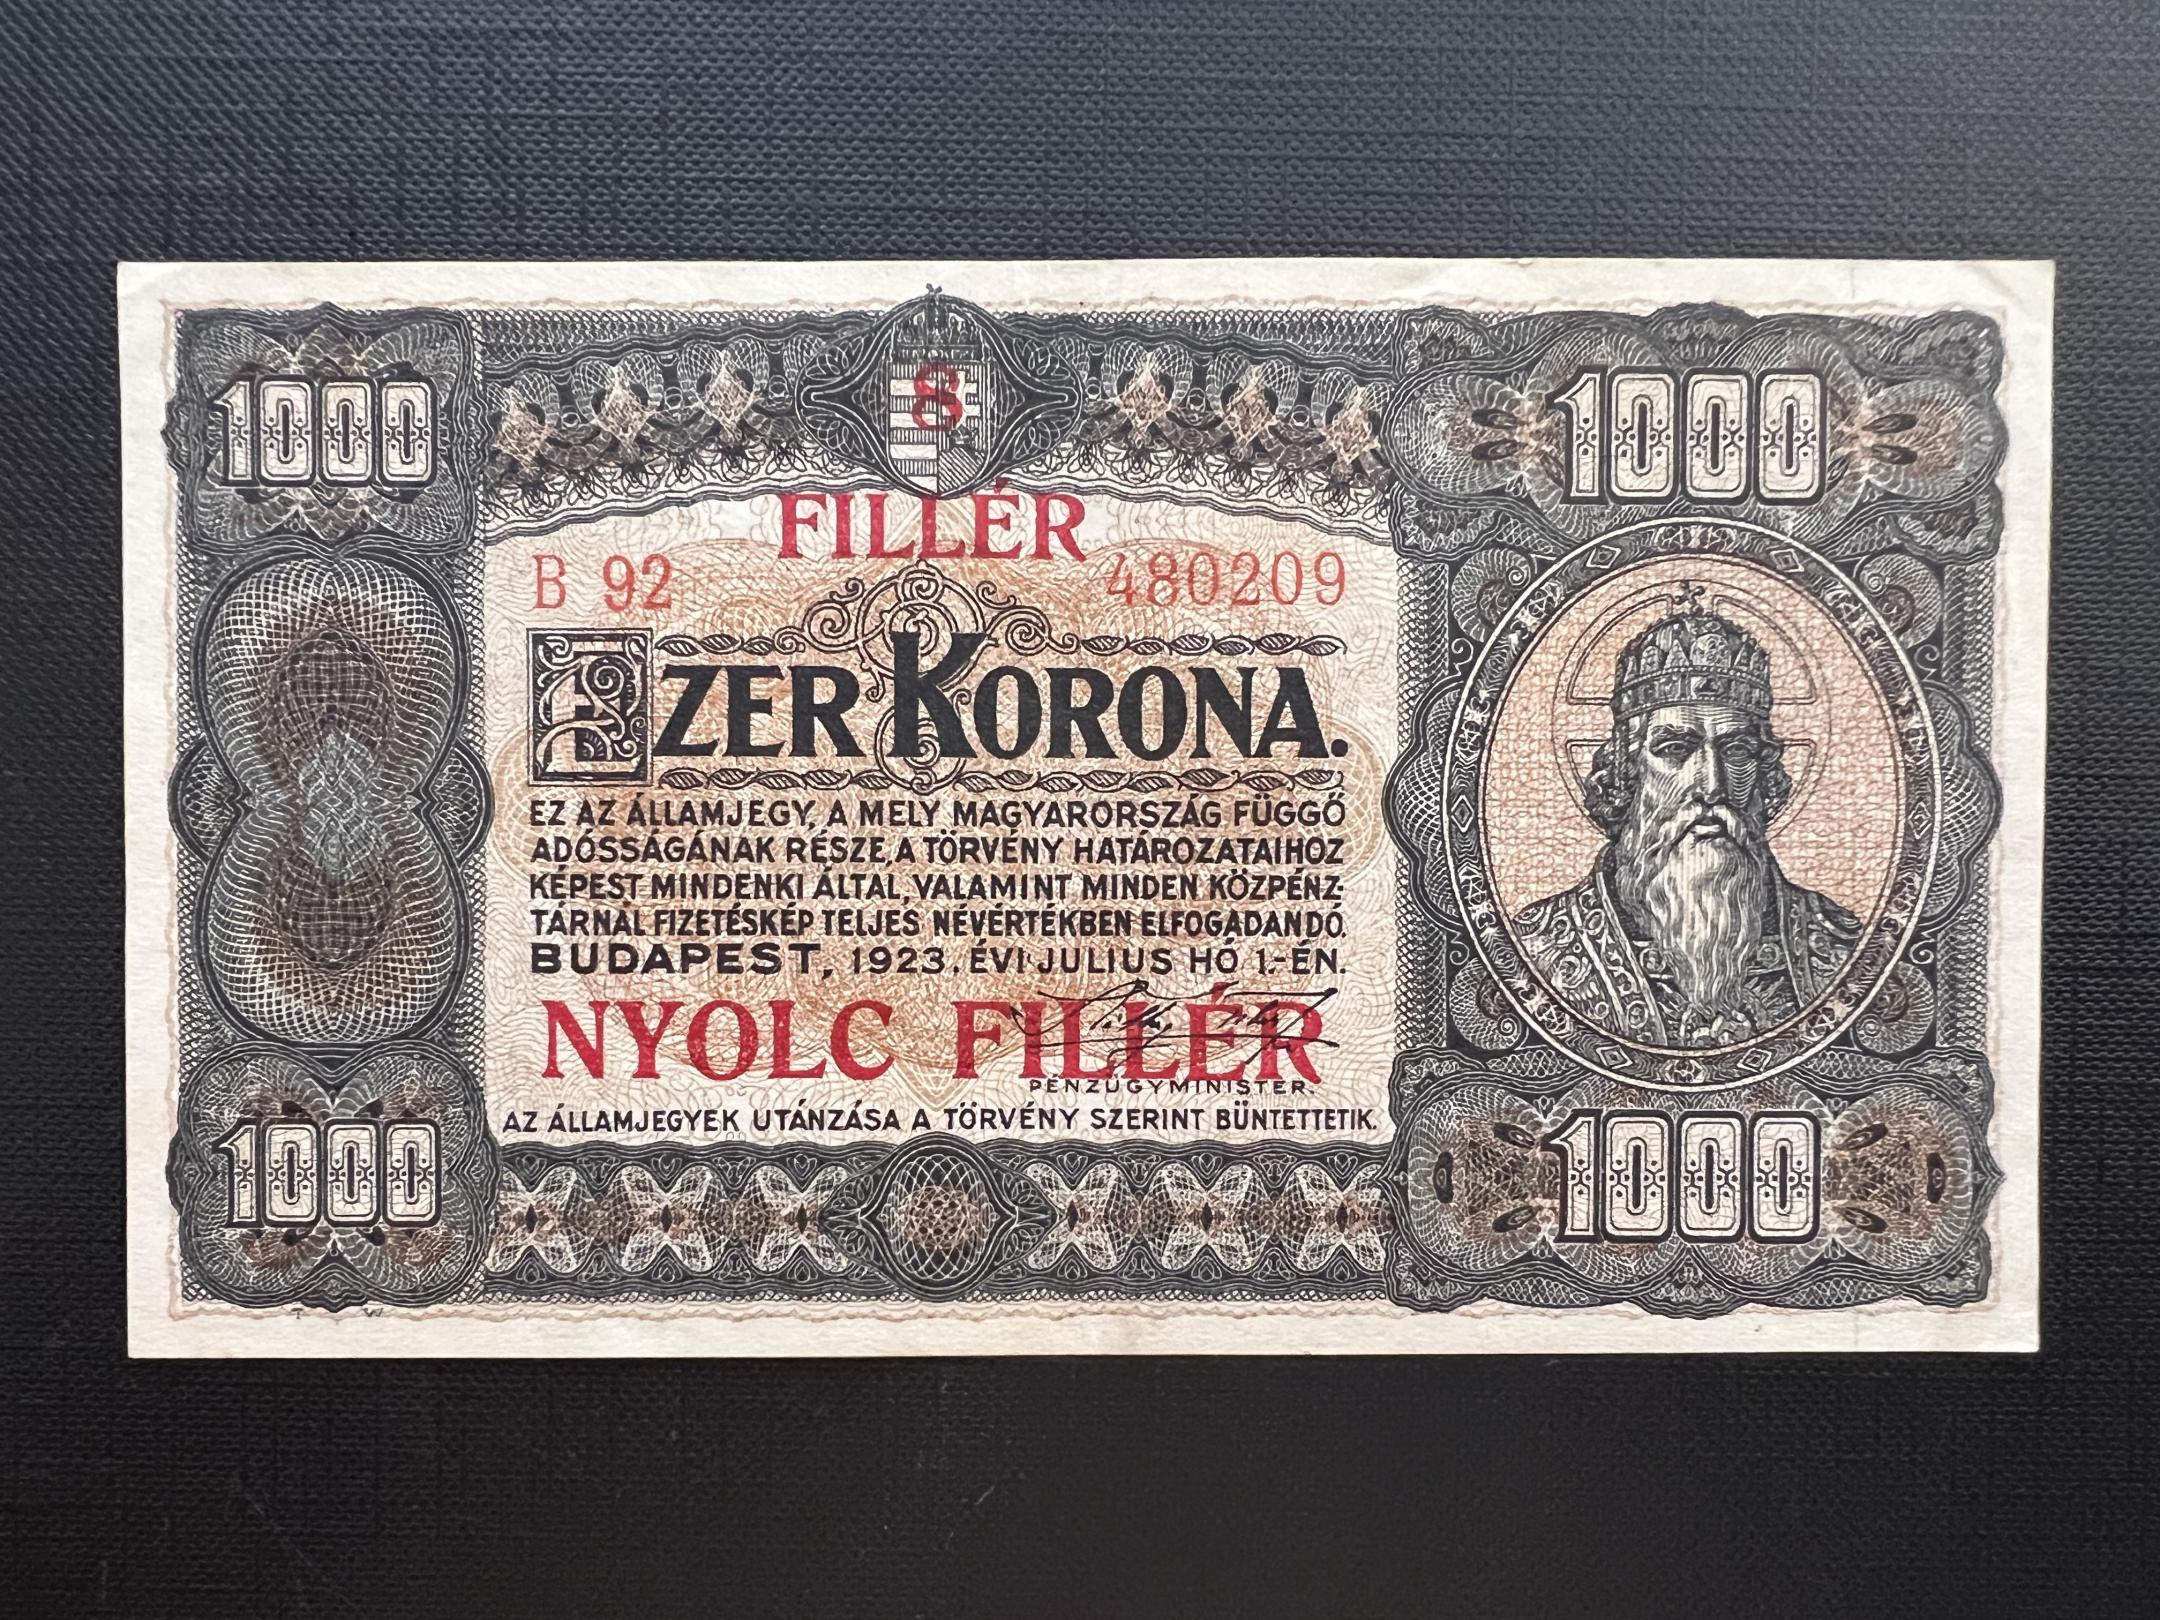 1000
8
1000
FILLÉR
B 92 480209
EZER KORONA.
EZ AZ ÁLLAMJEGY, A MELY MAGYARORSZÁG FÜGGŐ
ADÓSSÁGÁNAK RÉSZE, A TÖRVÉNY HATÁROZATAIHOZ
KÉPEST MINDENKI ÁLTAL, VALAMINT MINDEN KÖZPÉNZ-
TÁRNÁL FIZETÉSKÉP TELJES NÉVÉRTÉKBEN ELFOGADANDÓ.
BUDAPEST, 1923. ÉVI JULIUS HÓ 1.-ÉN.
NYOLC FILLÉR
PÉNZÜGYMINISTER.
AZ ÁLLAMJEGYEK UTÁNZÁSA A TÖRVÉNY SZERINT BÜNTETTETIK.
1000
1000